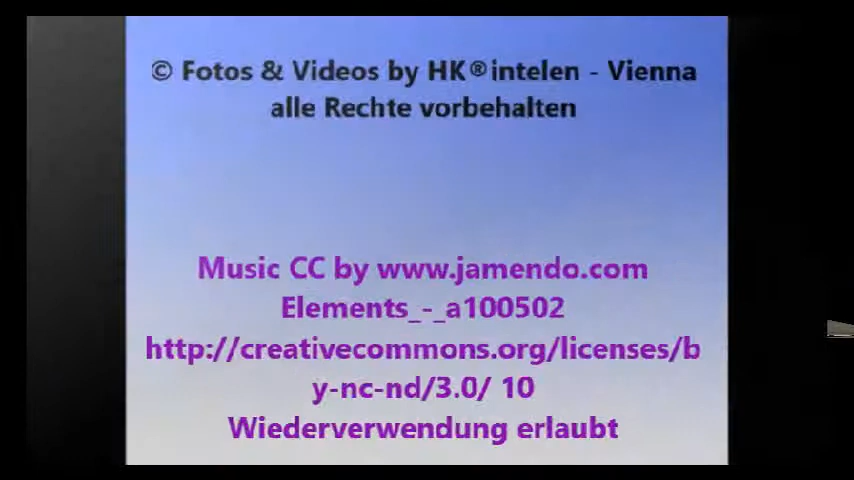 © Fotos & Videos by HK®intelen - Vienna
alle Rechte vorbehalten
Music CC by www.jamendo.com
Elements_-_a100502
http://creativecommons.org/licenses/b
y-nc-nd/3.0/ 10
Wiederverwendung erlaubt